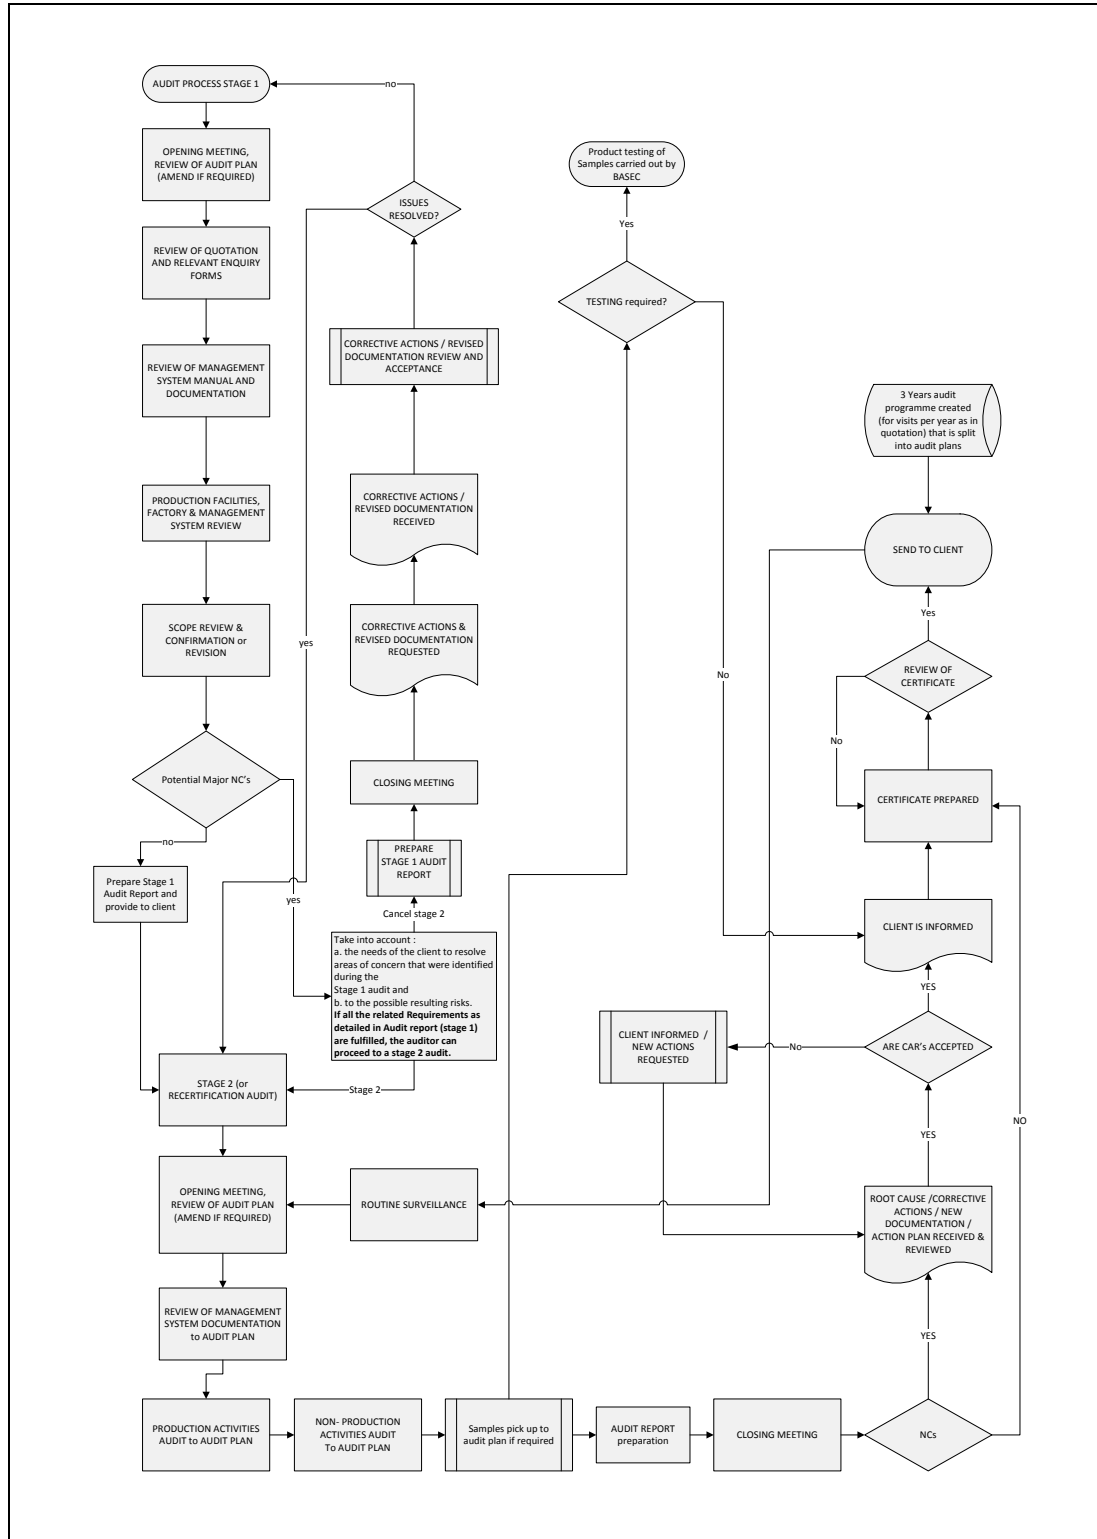 AUDIT PROCESS STAGE 1
no
OPENING MEETING,
REVIEW OF AUDIT PLAN
(AMEND IF REQUIRED)
REVIEW OF QUOTATION
AND RELEVANT ENQUIRY
FORMS
REVIEW OF MANAGEMENT
SYSTEM MANUAL AND
DOCUMENTATION
PRODUCTION FACILITIES,
FACTORY & MANAGEMENT
SYSTEM REVIEW
SCOPE REVIEW &
CONFIRMATION or
REVISION
Potential Major NC's
no
Prepare Stage 1
Audit Report and
provide to client
yes
yes
ISSUES
RESOLVED?
CORRECTIVE ACTIONS / REVISED
DOCUMENTATION REVIEW AND
ACCEPTANCE
CORRECTIVE ACTIONS /
REVISED DOCUMENTATION
RECEIVED
CORRECTIVE ACTIONS &
REVISED DOCUMENTATION
REQUESTED
CLOSING MEETING
PREPARE
STAGE 1 AUDIT
REPORT
Cancel stage 2
Take into account :
a. the needs of the client to resolve
areas of concern that were identified
during the
Stage 1 audit and
b. to the possible resulting risks.
If all the related Requirements as
detailed in Audit report (stage 1)
are fulfilled, the auditor can
proceed to a stage 2 audit.
Stage 2
STAGE 2 (or
RECERTIFICATION AUDIT)
OPENING MEETING,
REVIEW OF AUDIT PLAN
(AMEND IF REQUIRED)
ROUTINE SURVEILLANCE
REVIEW OF MANAGEMENT
SYSTEM DOCUMENTATION
to AUDIT PLAN
PRODUCTION ACTIVITIES
AUDIT to AUDIT PLAN
NON- PRODUCTION
ACTIVITIES AUDIT
To AUDIT PLAN
Samples pick up to
audit plan if required
AUDIT REPORT
preparation
CLOSING MEETING
NCs
Product testing of
Samples carried out by
BASEC
Yes
TESTING required?
No
3 Years audit
programme created
(for visits per year as in
quotation) that is split
into audit plans
SEND TO CLIENT
Yes
REVIEW OF
CERTIFICATE
No
CERTIFICATE PREPARED
CLIENT IS INFORMED
YES
ARE CAR's ACCEPTED
No
CLIENT INFORMED /
NEW ACTIONS
REQUESTED
YES
NO
ROOT CAUSE /CORRECTIVE
ACTIONS / NEW
DOCUMENTATION /
ACTION PLAN RECEIVED &
REVIEWED
YES